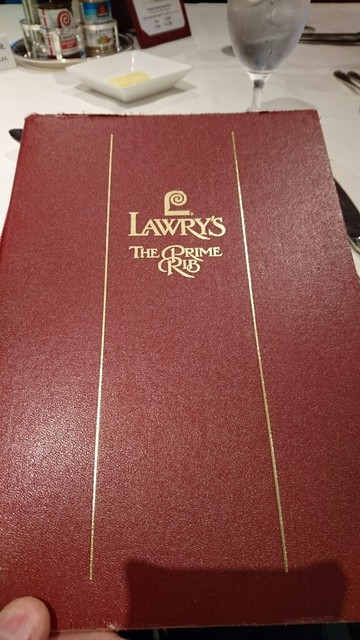 L
LAWRY'S
THE PRIME
RIB